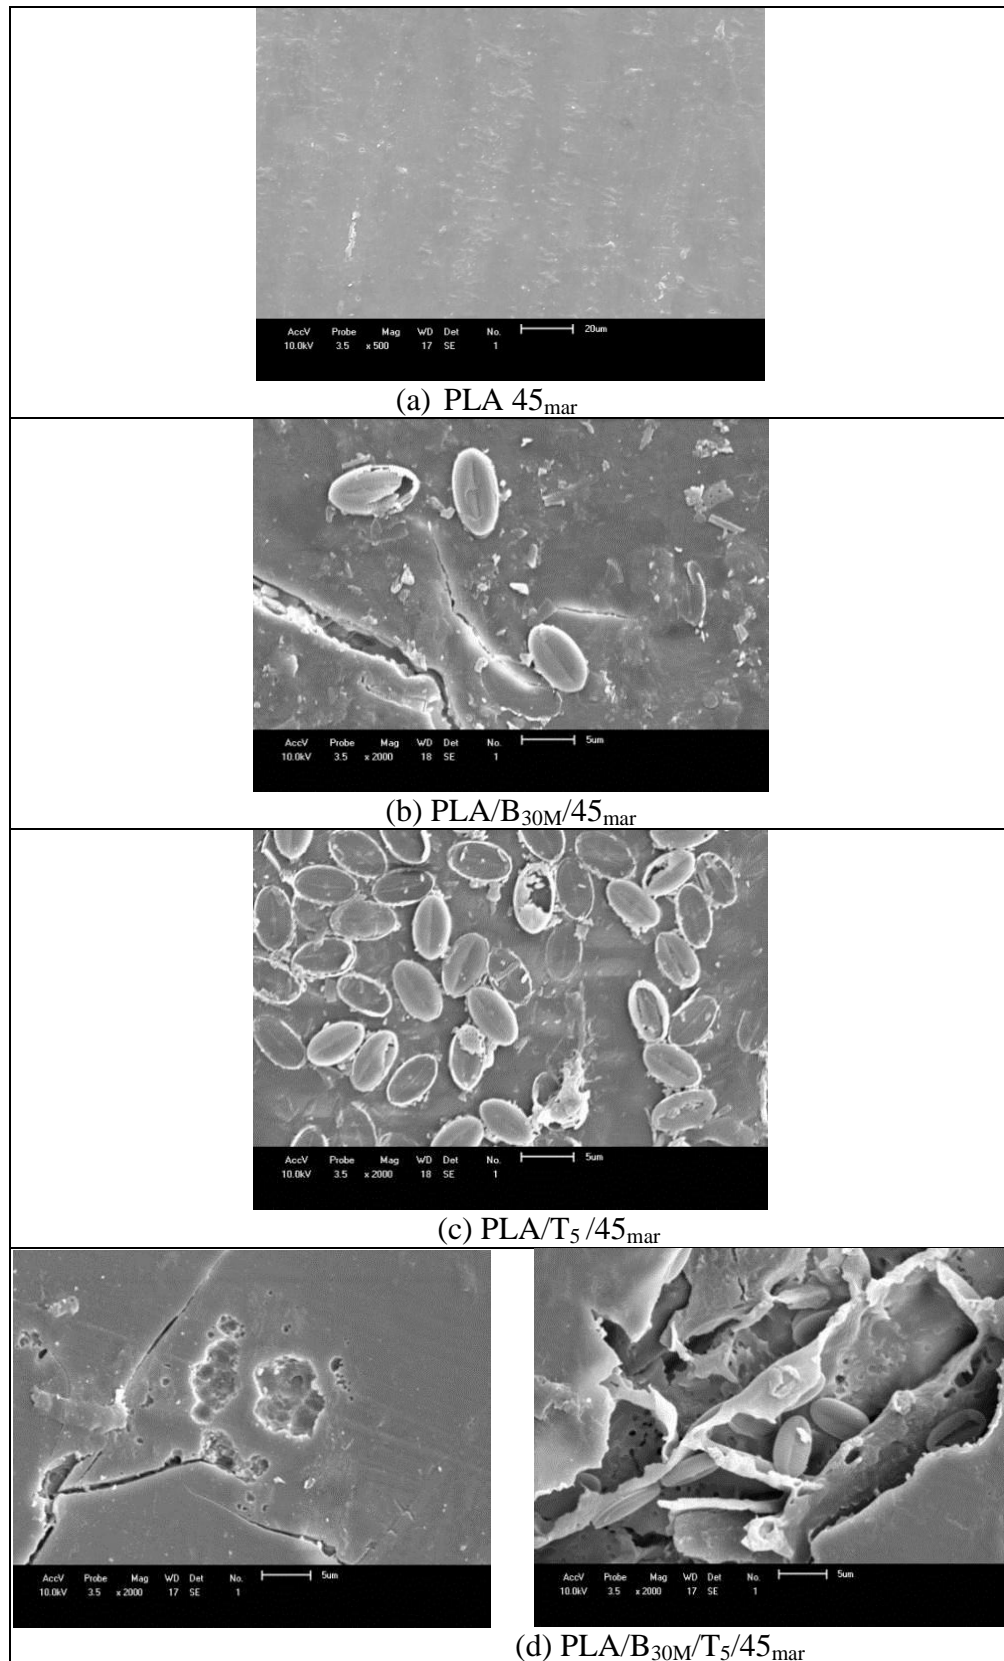 AccV Probe Mag WD Det No. 20um
10.0kV 3.5 x 500 17 SE 1
(a) PLA 45mar
AccV Probe Mag WD Det No. 5um
10.0kV 3.5 x 2000 18 SE 1
(b) PLA/B30M/45mar
AccV Probe Mag WD Det No. 5um
10.0kV 3.5 x 2000 18 SE 1
(c) PLA/T5 /45mar
AccV Probe Mag WD Det No. 5um
10.0kV 3.5 x 2000 17 SE 1
AccV Probe Mag WD Det No. 5um
10.0kV 3.5 x 2000 18 SE 1
(d) PLA/B30M/T5/45mar